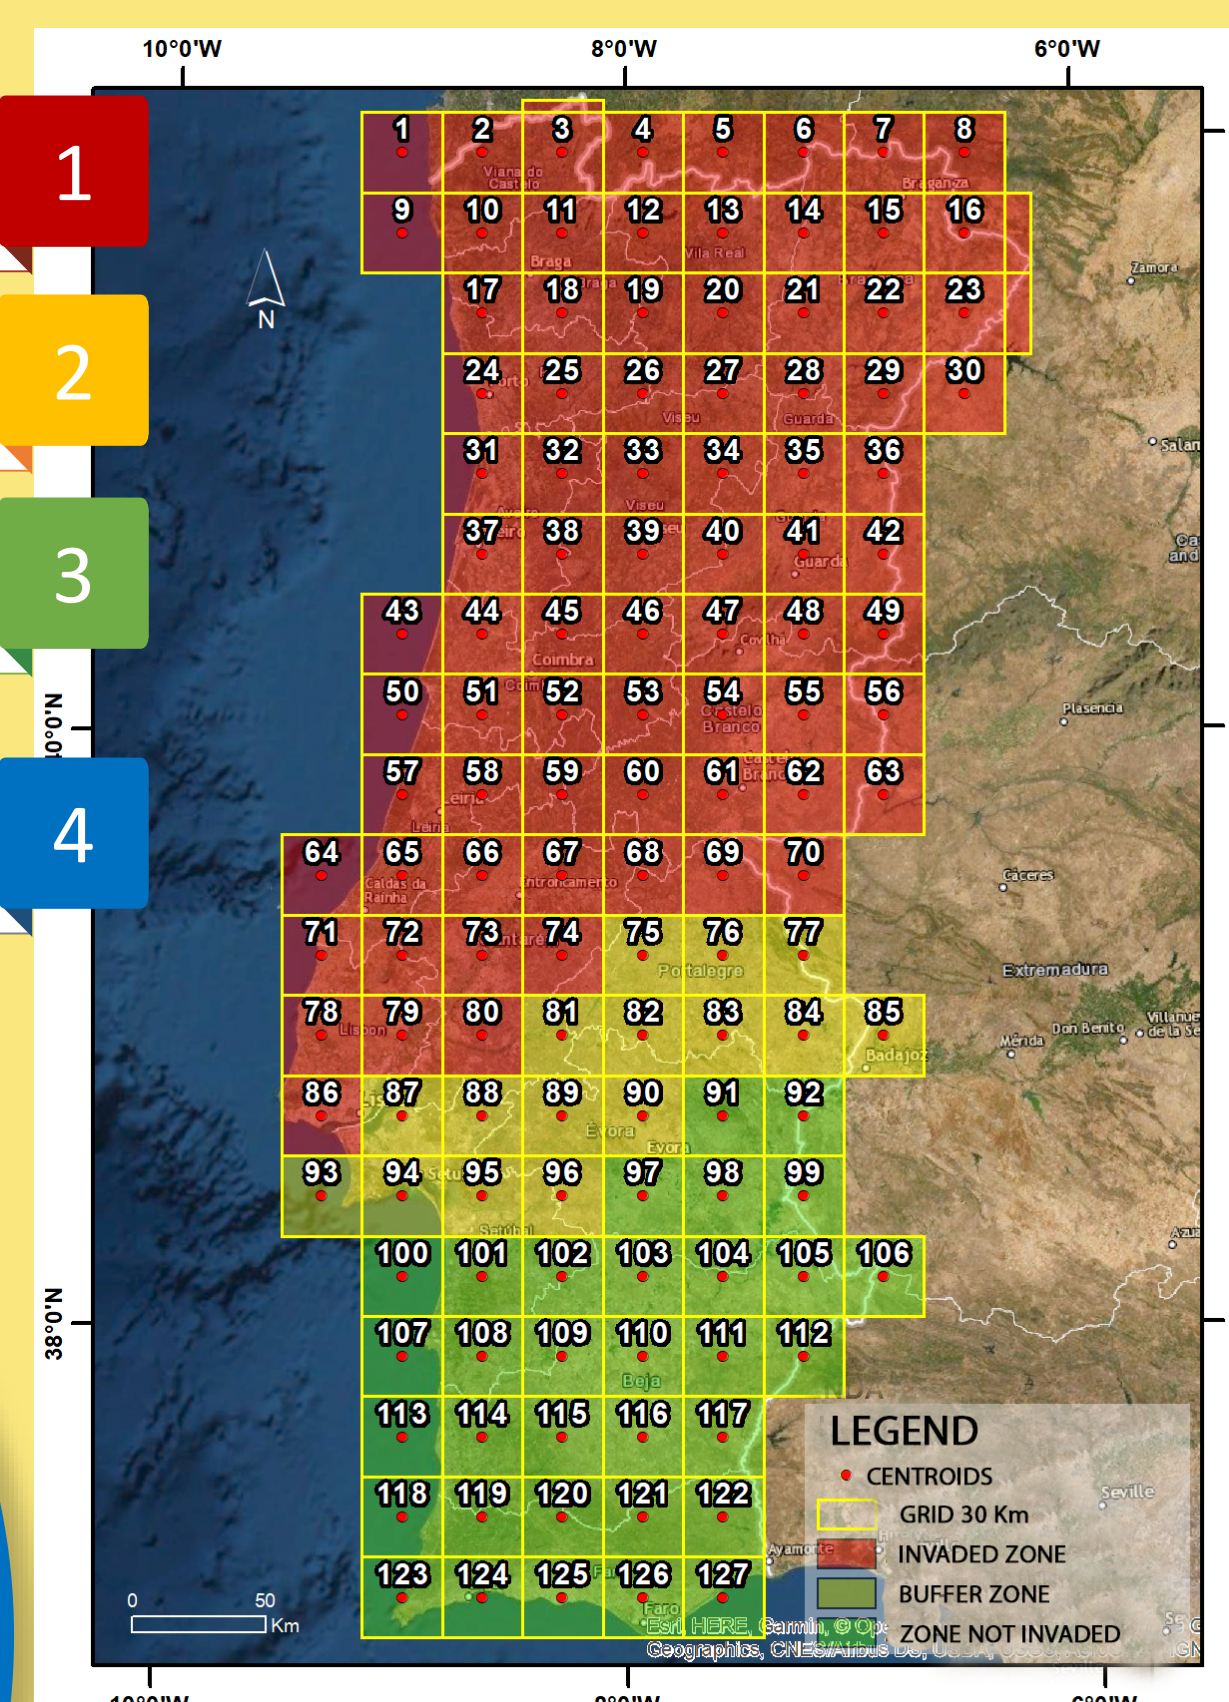 10°0'W 8°0'W 6°0'W
1
2
3
4
1 2 3 4 5 6 7 8
Viana do
Castelo
Bragança
9 10 11 12 13 14 15 16
Vila Real
Braga
N
Zamora
17 18 19 20 21 22 23
24 25 26 27 28 29 30
Viseu
Guarda
31 32 33 34 35 36
Viseu
37 38 39 40 41 42
Guarda
43 44 45 46 47 48 49
Covilhã
Coimbra
50 51 52 53 54 55 56
Castelo
Branco
Plasencia
57 58 59 60 61 62 63
Leiria
Leiria
64 65 66 67 68 69 70
Caldas da
Rainha
Entroncamento
Cáceres
71 72 73 74 75 76 77
Portalegre
Extremadura
78 79 80 81 82 83 84 85
Lisbon
Don Benito
Mérida
Badajoz
86 87 88 89 90 91 92
Évora
Evora
93 94 95 96 97 98 99
Setúbal
100 101 102 103 104 105 106
38°0'N
107 108 109 110 111 112
Beja
113 114 115 116 117
118 119 120 121 122
123 124 125 126 127
Faro
Ayamonte
Seville
LEGEND
CENTROIDS
GRID 30 Km
INVADED ZONE
BUFFER ZONE
ZONE NOT INVADED
0 50
Km
Esri, HERE, Garmin, ©
Geographics, CNES/Airbus DS,